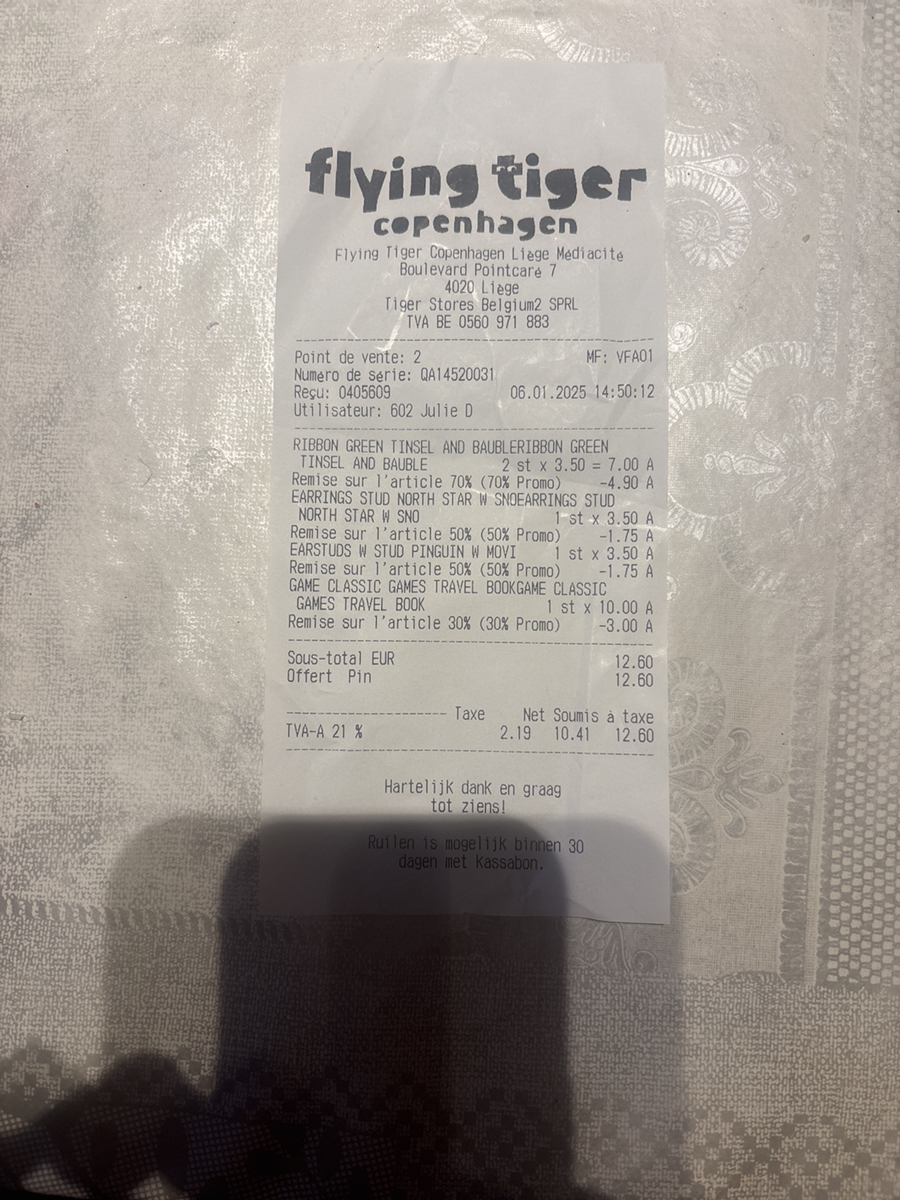 flying tiger
copenhagen
Flying Tiger Copenhagen Liège Médiacité
Boulevard Pointcaré 7
4020 Liège
Tiger Stores Belgium2 SPRL
TVA BE 0560 971 883
Point de vente: 2 MF: VFA01
Numéro de série: QA14520031
Reçu: 0405609 06.01.2025 14:50:12
Utilisateur: 602 Julie D
RIBBON GREEN TINSEL AND BAUBLERIBBON GREEN
TINSEL AND BAUBLE 2 st x 3.50 = 7.00 A
Remise sur l'article 70% (70% Promo) -4.90 A
EARRINGS STUD NORTH STAR W SNOEARRINGS STUD
NORTH STAR W SNO 1 st x 3.50 A
Remise sur l'article 50% (50% Promo) -1.75 A
EARSTUDS W STUD PINGUIN W MOVI 1 st x 3.50 A
Remise sur l'article 50% (50% Promo) -1.75 A
GAME CLASSIC GAMES TRAVEL BOOKGAME CLASSIC
GAMES TRAVEL BOOK 1 st x 10.00 A
Remise sur l'article 30% (30% Promo) -3.00 A
Sous-total EUR 12.60
Offert Pin 12.60
Taxe Net Soumis à taxe
TVA-A 21 % 2.19 10.41 12.60
Hartelijk dank en graag
tot ziens!
Ruilen is mogelijk binnen 30
dagen met Kassabon.